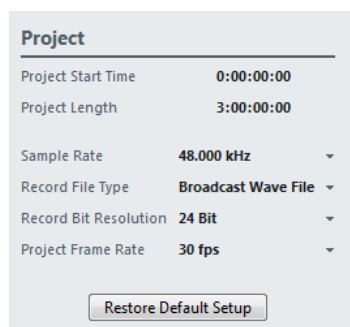 Project
Project Start Time 0:00:00:00
Project Length 3:00:00:00
Sample Rate 48.000 kHz
Record File Type Broadcast Wave File
Record Bit Resolution 24 Bit
Project Frame Rate 30 fps
Restore Default Setup